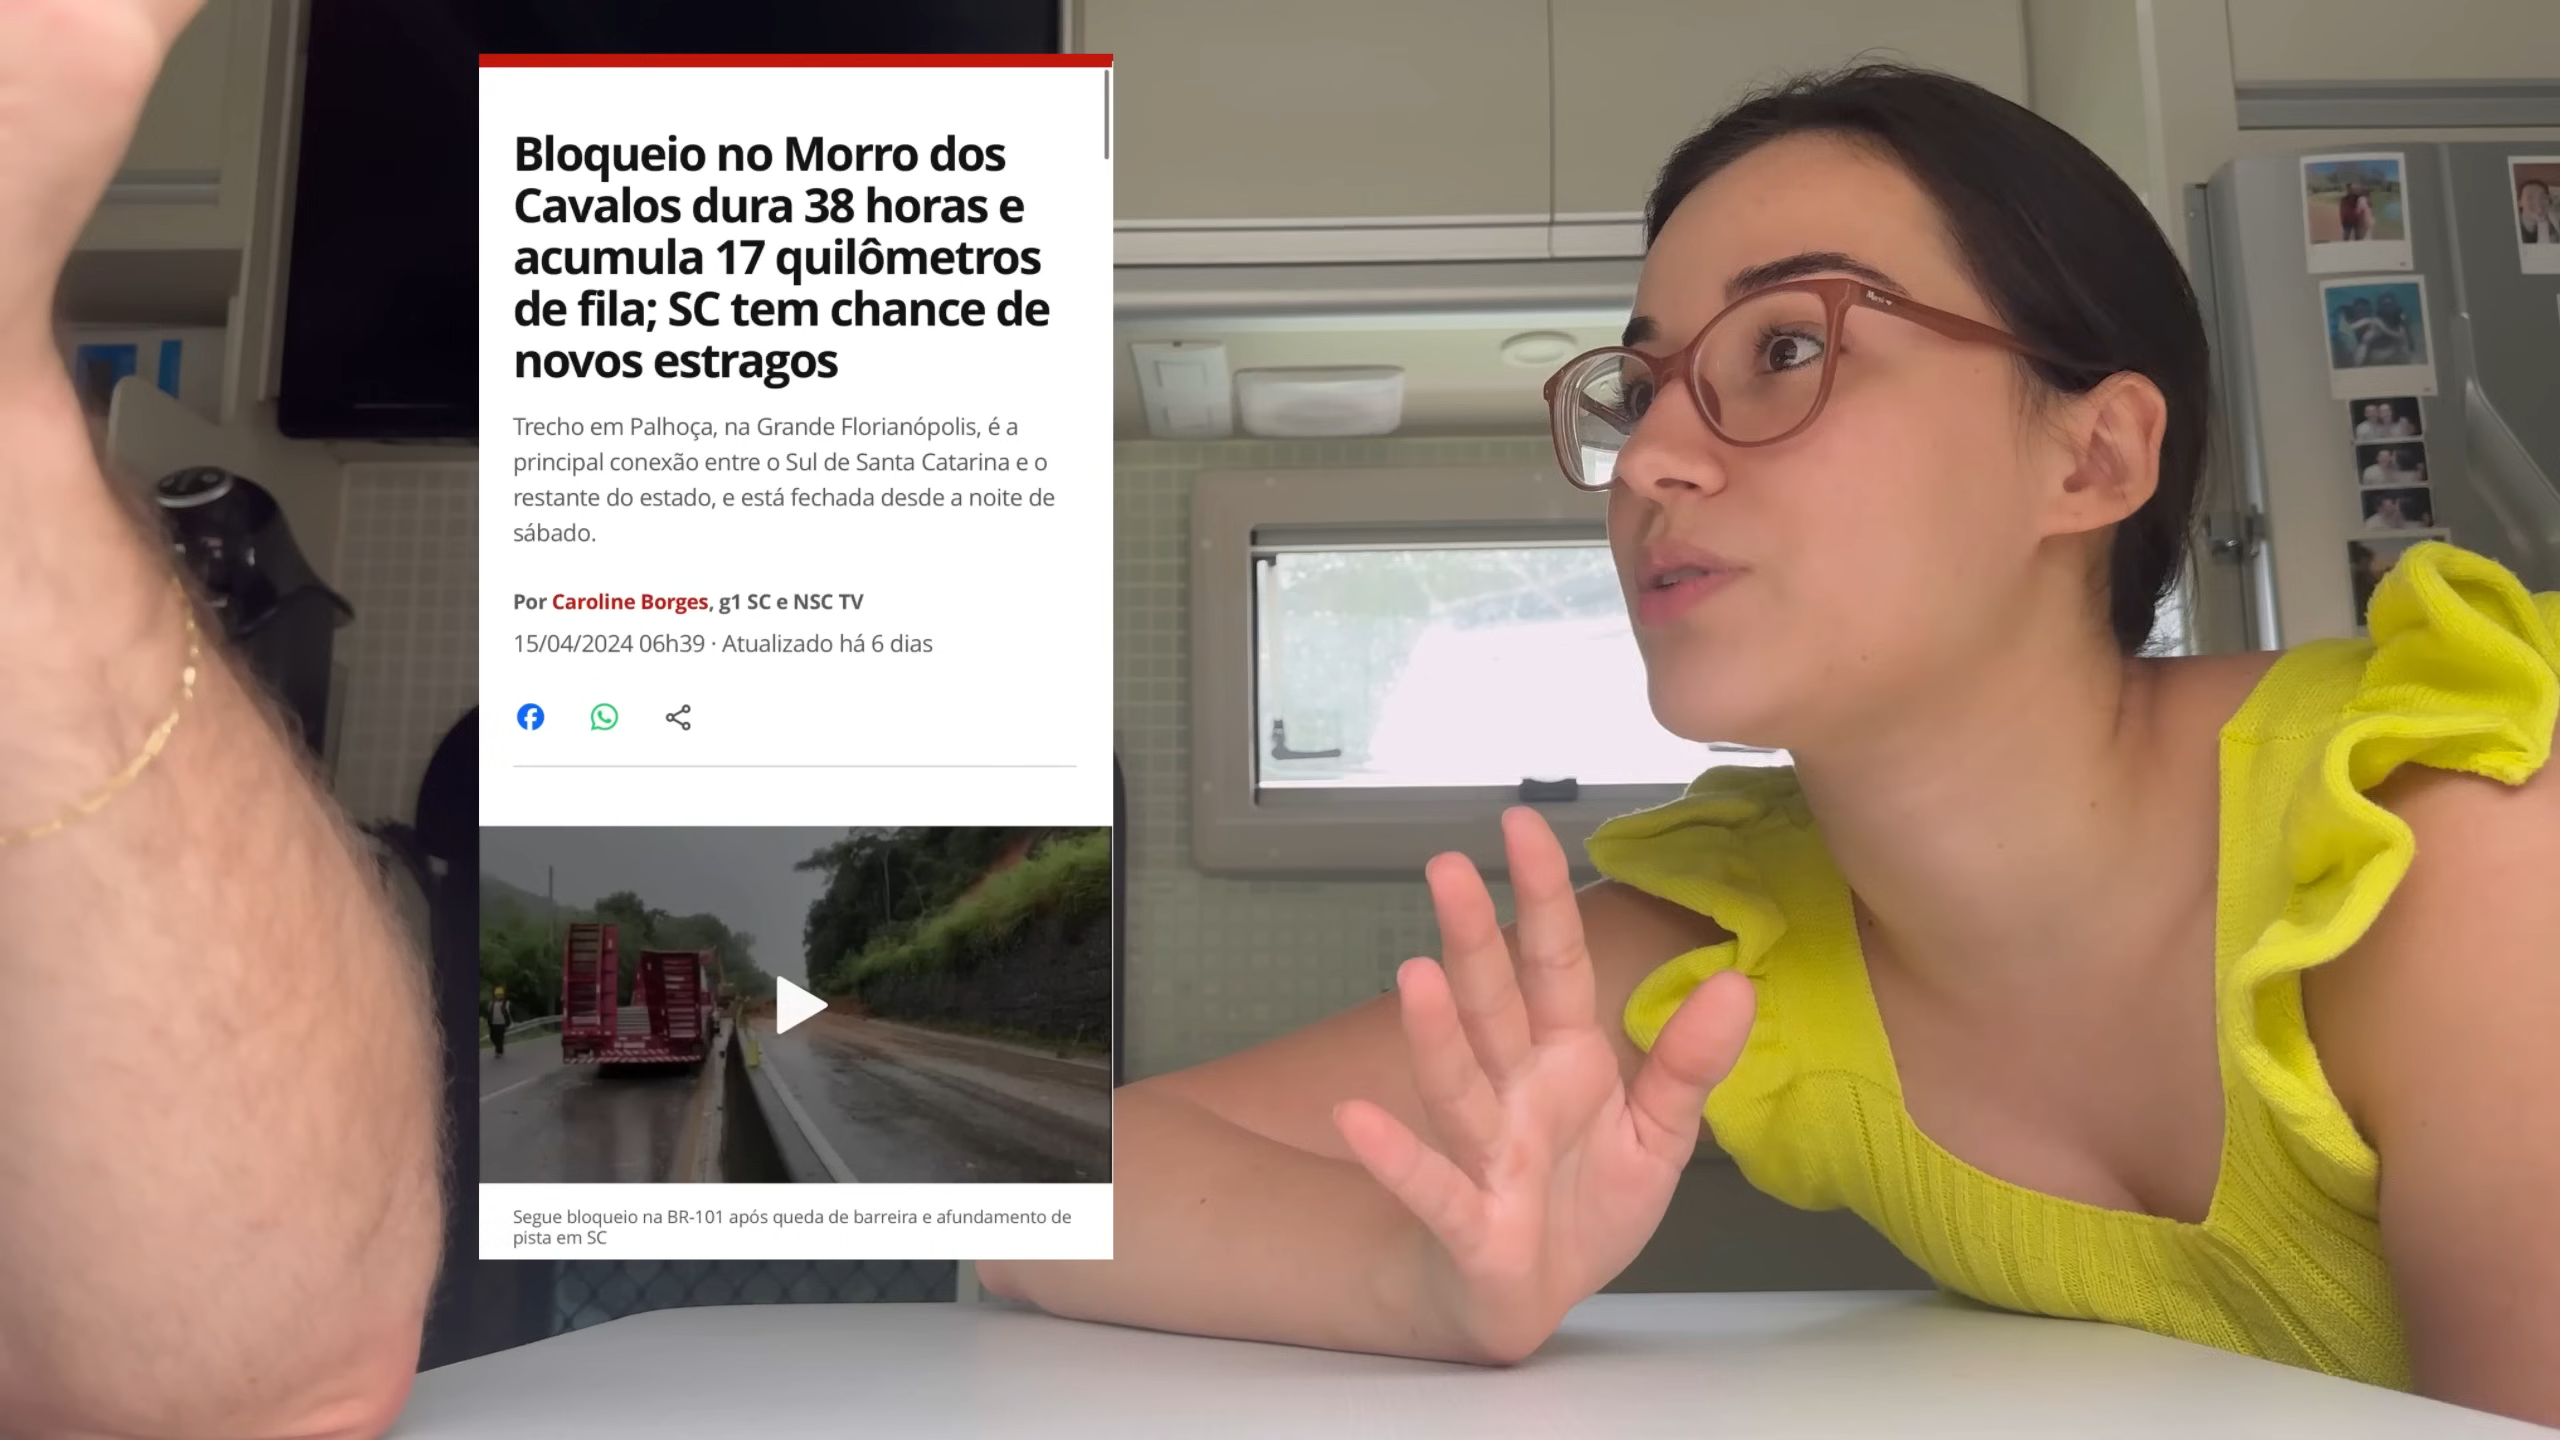 Bloqueio no Morro dos
Cavalos dura 38 horas e
acumula 17 quilômetros
de fila; SC tem chance de
novos estragos
Trecho em Palhoça, na Grande Florianópolis, é a
principal conexão entre o Sul de Santa Catarina e o
restante do estado, e está fechada desde a noite de
sábado.
Por Caroline Borges, g1 SC e NSC TV
15/04/2024 06h39 · Atualizado há 6 dias
Segue bloqueio na BR-101 após queda de barreira e afundamento de
pista em SC